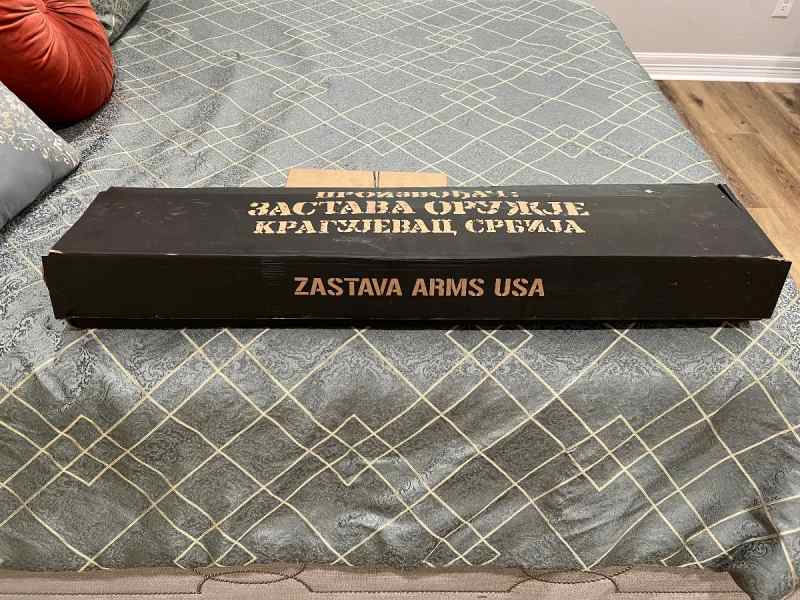 ПРОИЗВОЂАЧ:
ЗАСТАВА ОРУЖЈЕ
КРАГУЈЕВАЦ, СРБИЈА
ZASTAVA ARMS USA